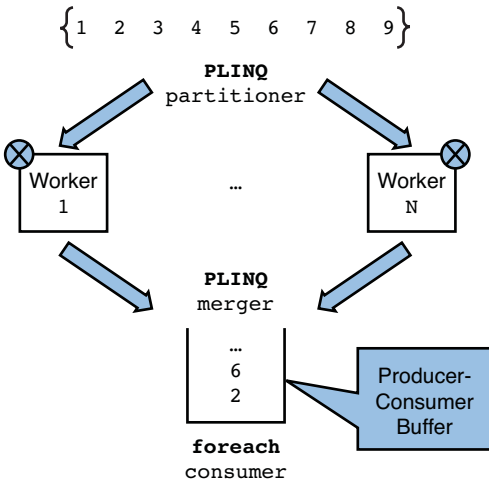 {1 2 3 4 5 6 7 8 9}
PLINQ
partitioner
Worker
1
…
Worker
N
PLINQ
merger
…
6
2
Producer-
Consumer
Buffer
foreach
consumer